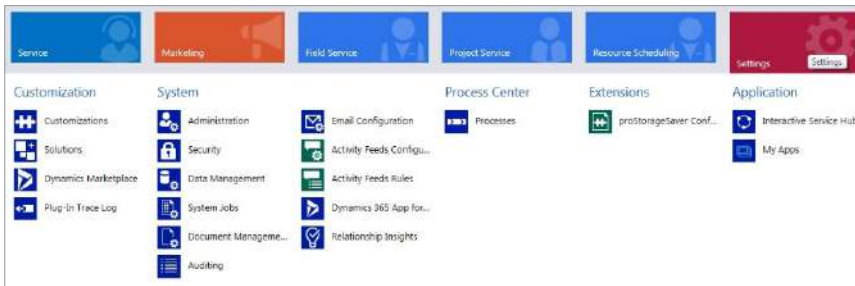 Service
Marketing
Field Service
Project Service
Resource Scheduling
Settings
Settings
Customization
Customizations
Solutions
Dynamics Marketplace
Plug-In Trace Log
System
Administration
Security
Data Management
System Jobs
Document Manageme...
Auditing
Email Configuration
Activity Feeds Configu...
Activity Feeds Rules
Dynamics 365 App for...
Relationship Insights
Process Center
Processes
Extensions
proStorageSaver Conf...
Application
Interactive Service Hub
My Apps